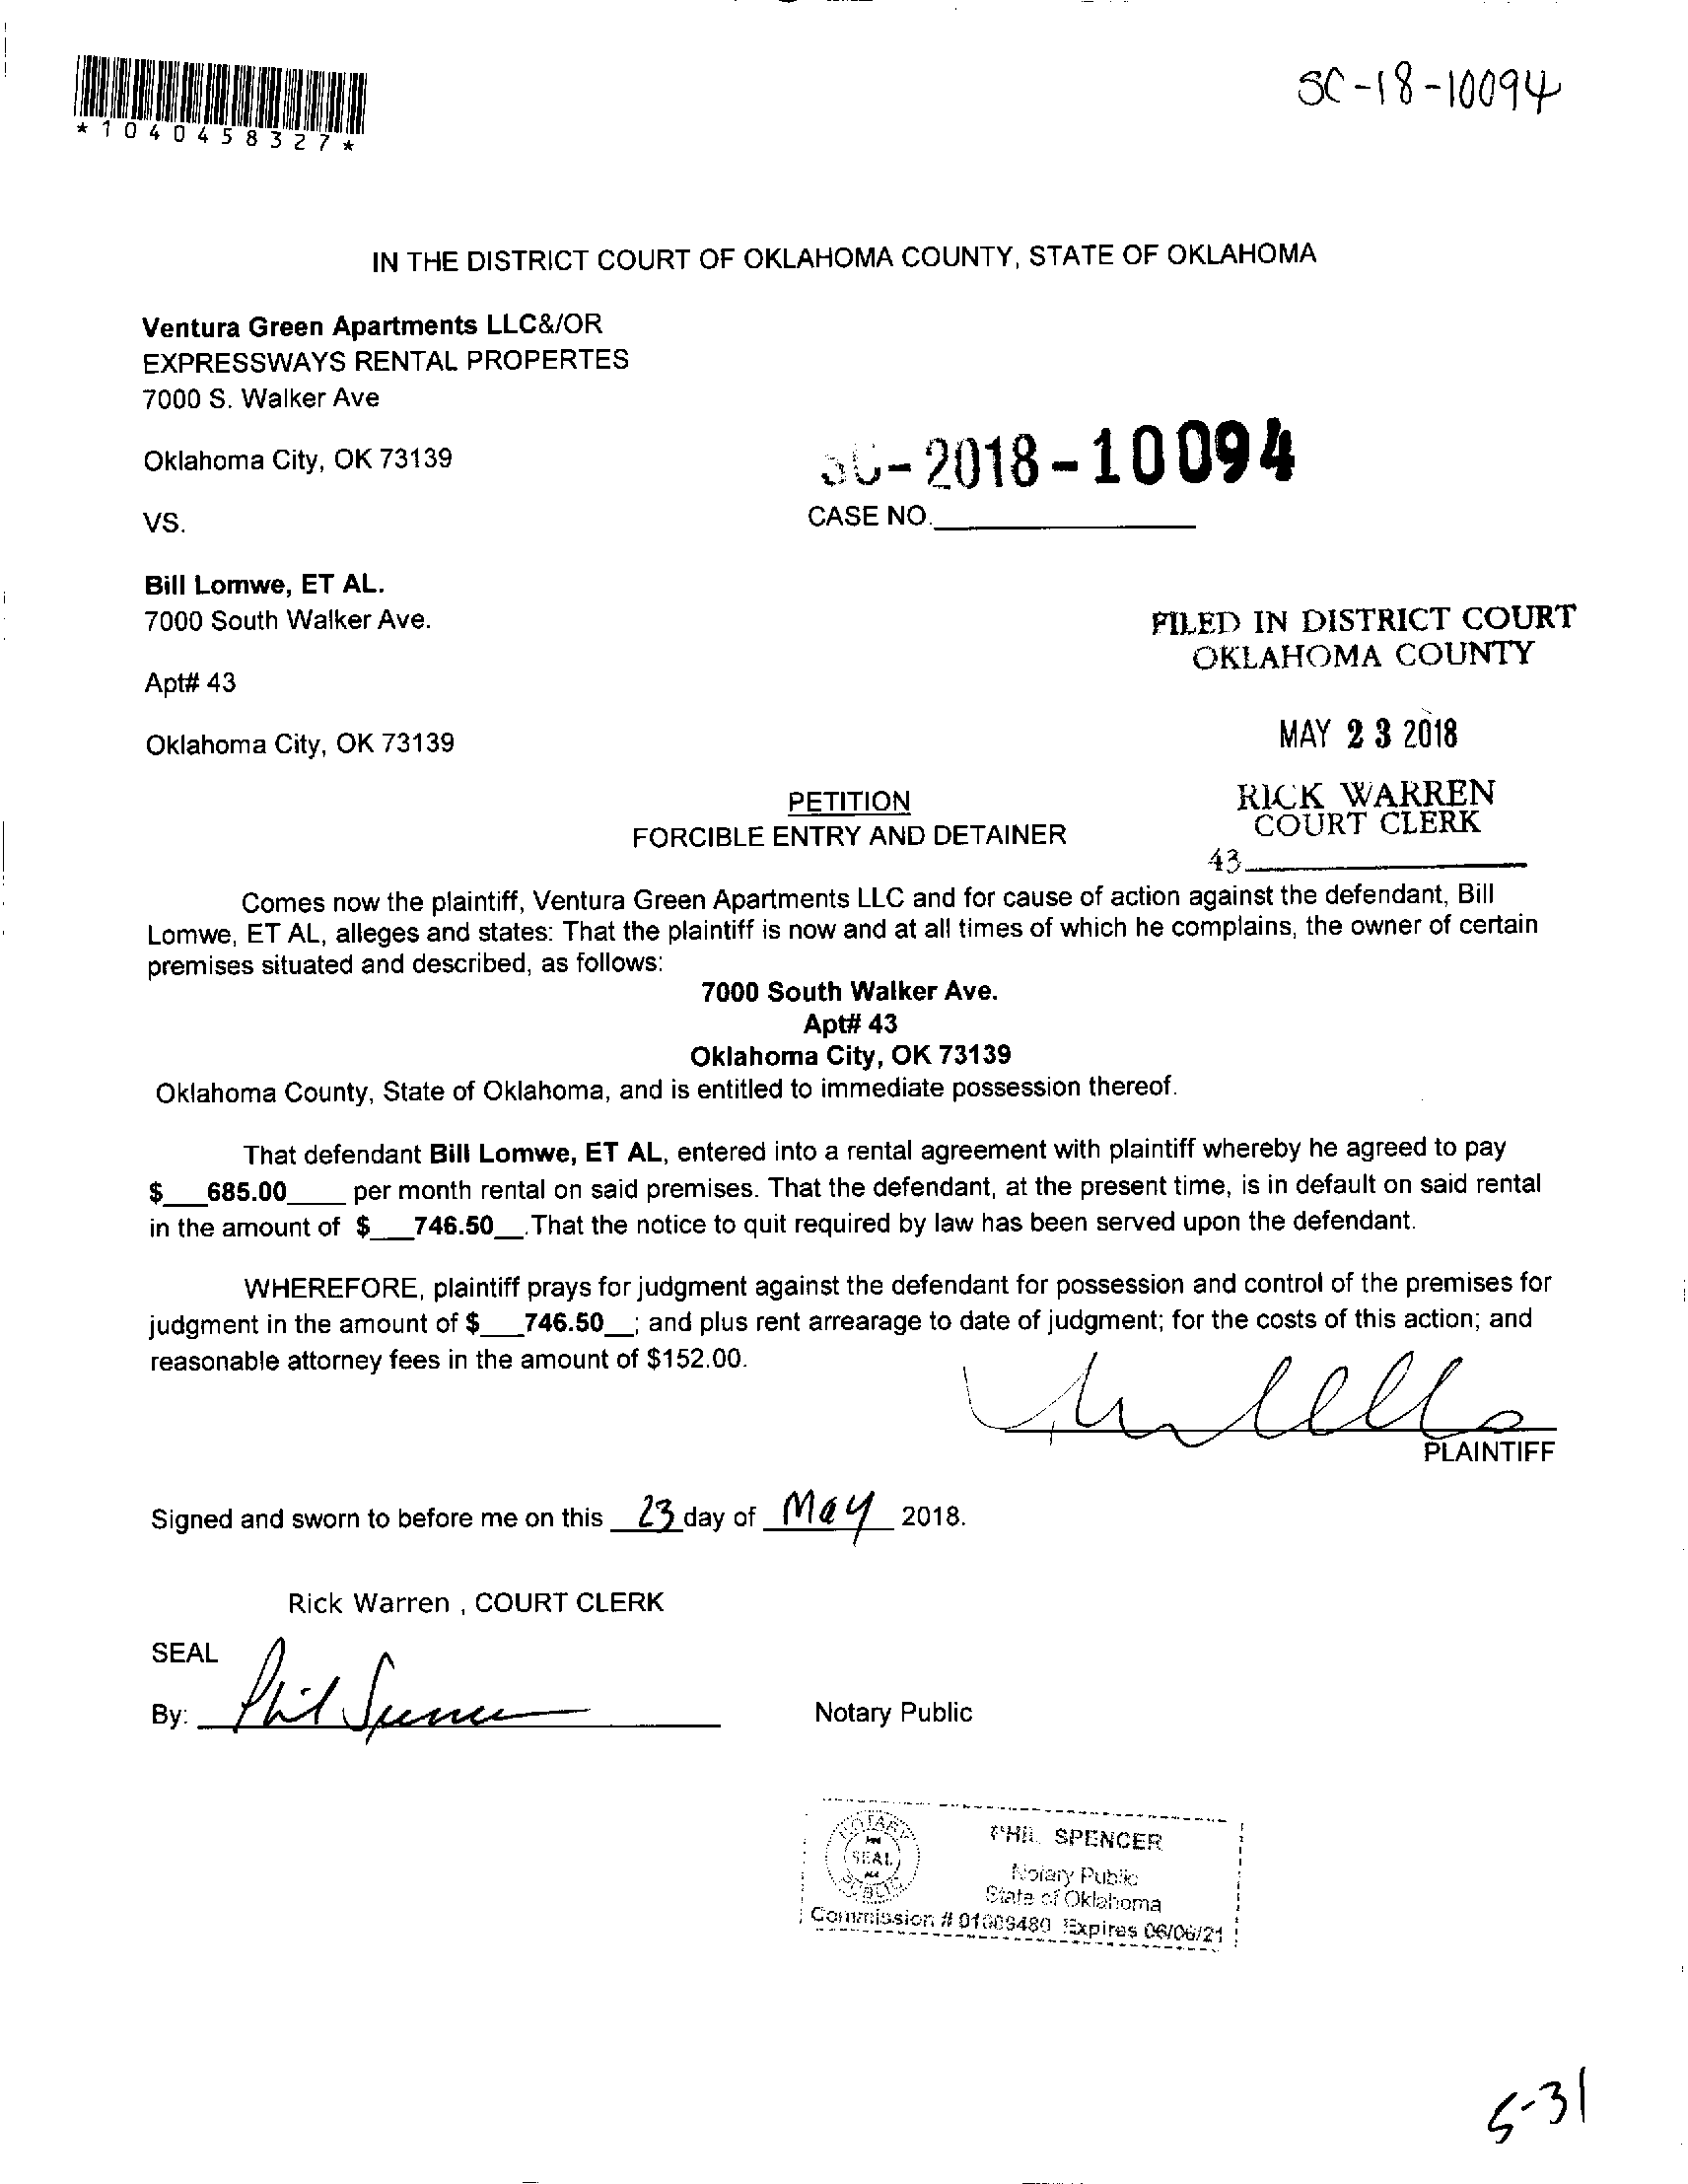 *1040458327*
SC-18-10094
IN THE DISTRICT COURT OF OKLAHOMA COUNTY, STATE OF OKLAHOMA
Ventura Green Apartments LLC&/OR
EXPRESSWAYS RENTAL PROPERTES
7000 S. Walker Ave
Oklahoma City, OK 73139
SC-2018-10094
VS.
CASE NO.
Bill Lomwe, ET AL.
7000 South Walker Ave.
Apt# 43
Oklahoma City, OK 73139
FILED IN DISTRICT COURT
OKLAHOMA COUNTY
MAY 23 2018
RICK WARREN
COURT CLERK
43
PETITION
FORCIBLE ENTRY AND DETAINER
Comes now the plaintiff, Ventura Green Apartments LLC and for cause of action against the defendant, Bill
Lomwe, ET AL, alleges and states: That the plaintiff is now and at all times of which he complains, the owner of certain
premises situated and described, as follows:
7000 South Walker Ave.
Apt# 43
Oklahoma City, OK 73139
Oklahoma County, State of Oklahoma, and is entitled to immediate possession thereof.
That defendant Bill Lomwe, ET AL, entered into a rental agreement with plaintiff whereby he agreed to pay
$___685.00____ per month rental on said premises. That the defendant, at the present time, is in default on said rental
in the amount of $___746.50__.That the notice to quit required by law has been served upon the defendant.
WHEREFORE, plaintiff prays for judgment against the defendant for possession and control of the premises for
judgment in the amount of $___746.50__; and plus rent arrearage to date of judgment; for the costs of this action; and
reasonable attorney fees in the amount of $152.00.
PLAINTIFF
Signed and sworn to before me on this 23 day of May 2018.
Rick Warren , COURT CLERK
SEAL
By: Phil Spencer
Notary Public
NOTARY
SEAL
PUBLIC
PHIL SPENCER
Notary Public
State of Oklahoma
Commission # 01009480 Expires 06/06/21
5-31